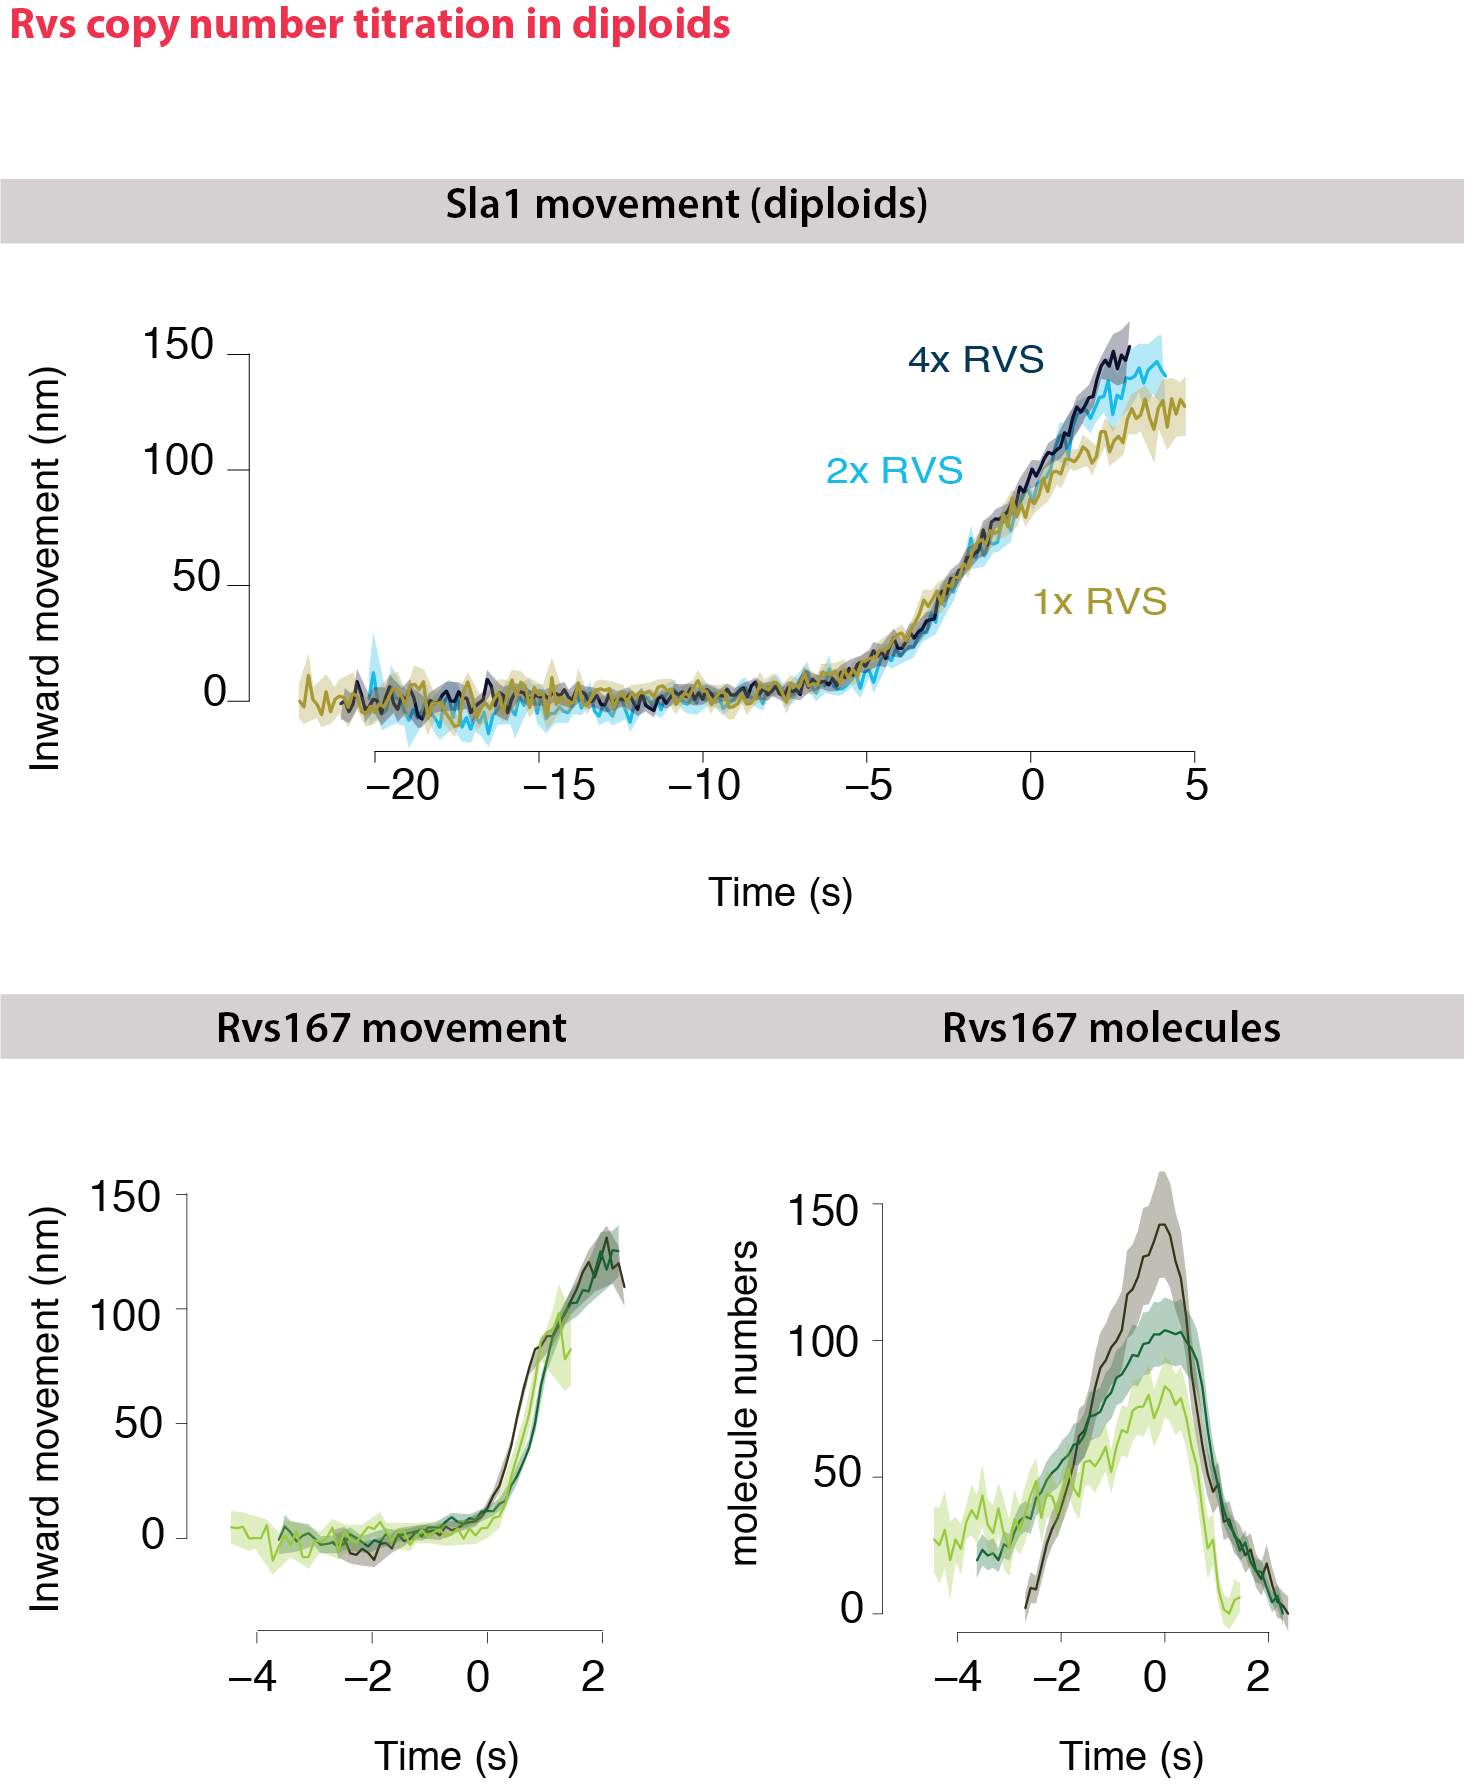 Rvs copy number titration in diploids
Sla1 movement (diploids)
Inward movement (nm)
150
100
50
0
4x RVS
2x RVS
1x RVS
−20 −15 −10 −5 0 5
Time (s)
Rvs167 movement
Rvs167 molecules
Inward movement (nm)
150
100
50
0
−4 −2 0 2
Time (s)
molecule numbers
150
100
50
0
−4 −2 0 2
Time (s)